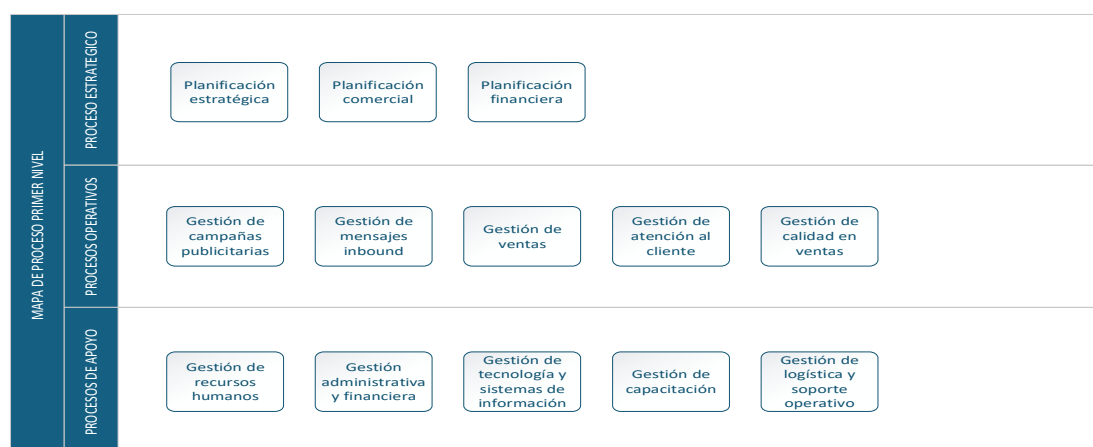 MAPA DE PROCESO PRIMER NIVEL
PROCESO ESTRATEGICO
Planificación
estratégica
Planificación
comercial
Planificación
financiera
PROCESOS OPERATIVOS
Gestión de
campañas
publicitarias
Gestión de
mensajes
inbound
Gestión de
ventas
Gestión de
atención al
cliente
Gestión de
calidad en
ventas
PROCESOS DE APOYO
Gestión de
recursos
humanos
Gestión
administrativa
y financiera
Gestión de
tecnología y
sistemas de
información
Gestión de
capacitación
Gestión de
logística y
soporte
operativo